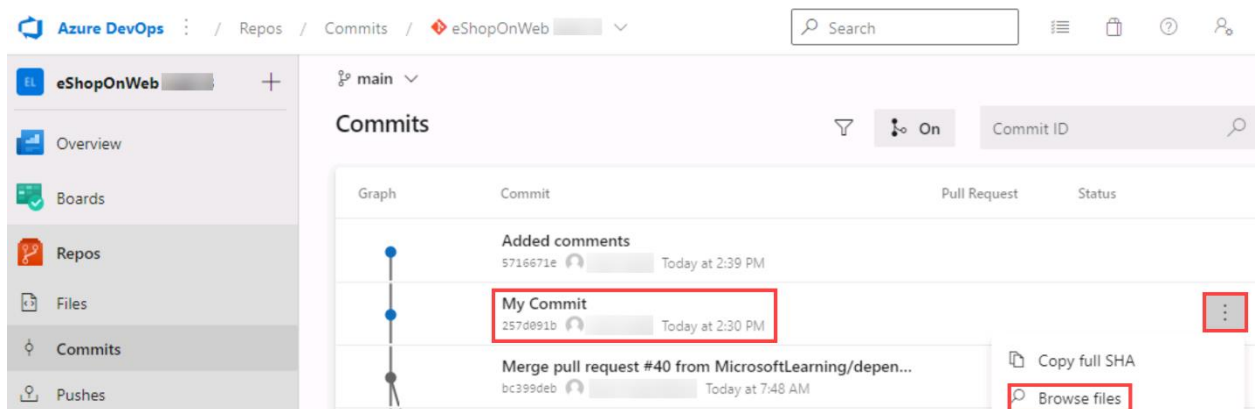 Azure DevOps / Repos / Commits / eShopOnWeb Search
EL eShopOnWeb
main
Commits On Commit ID
Overview
Graph Commit Pull Request Status
Boards
Added comments
Repos
5716671e Today at 2:39 PM
Files
My Commit
257d091b Today at 2:30 PM
Commits
Merge pull request #40 from MicrosoftLearning/depen...
Copy full SHA
bc399deb Today at 7:48 AM
Pushes
Browse files